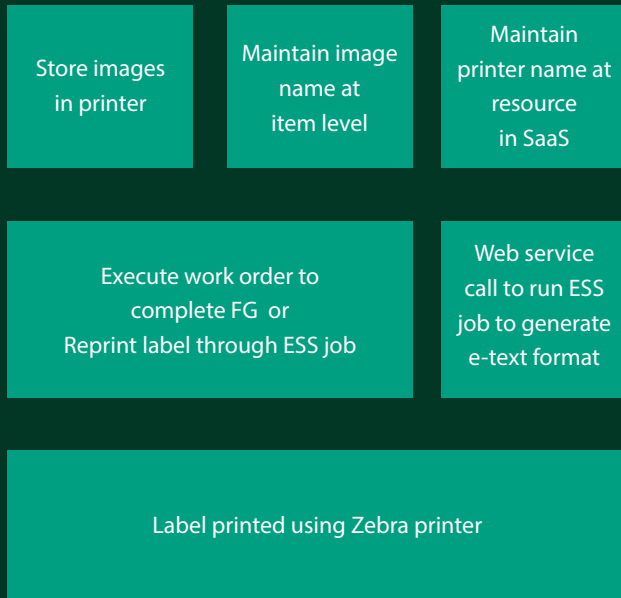 Store images
in printer
Maintain image
name at
item level
Maintain
printer name at
resource
in SaaS
Execute work order to
complete FG or
Reprint label through ESS job
Web service
call to run ESS
job to generate
e-text format
Label printed using Zebra printer